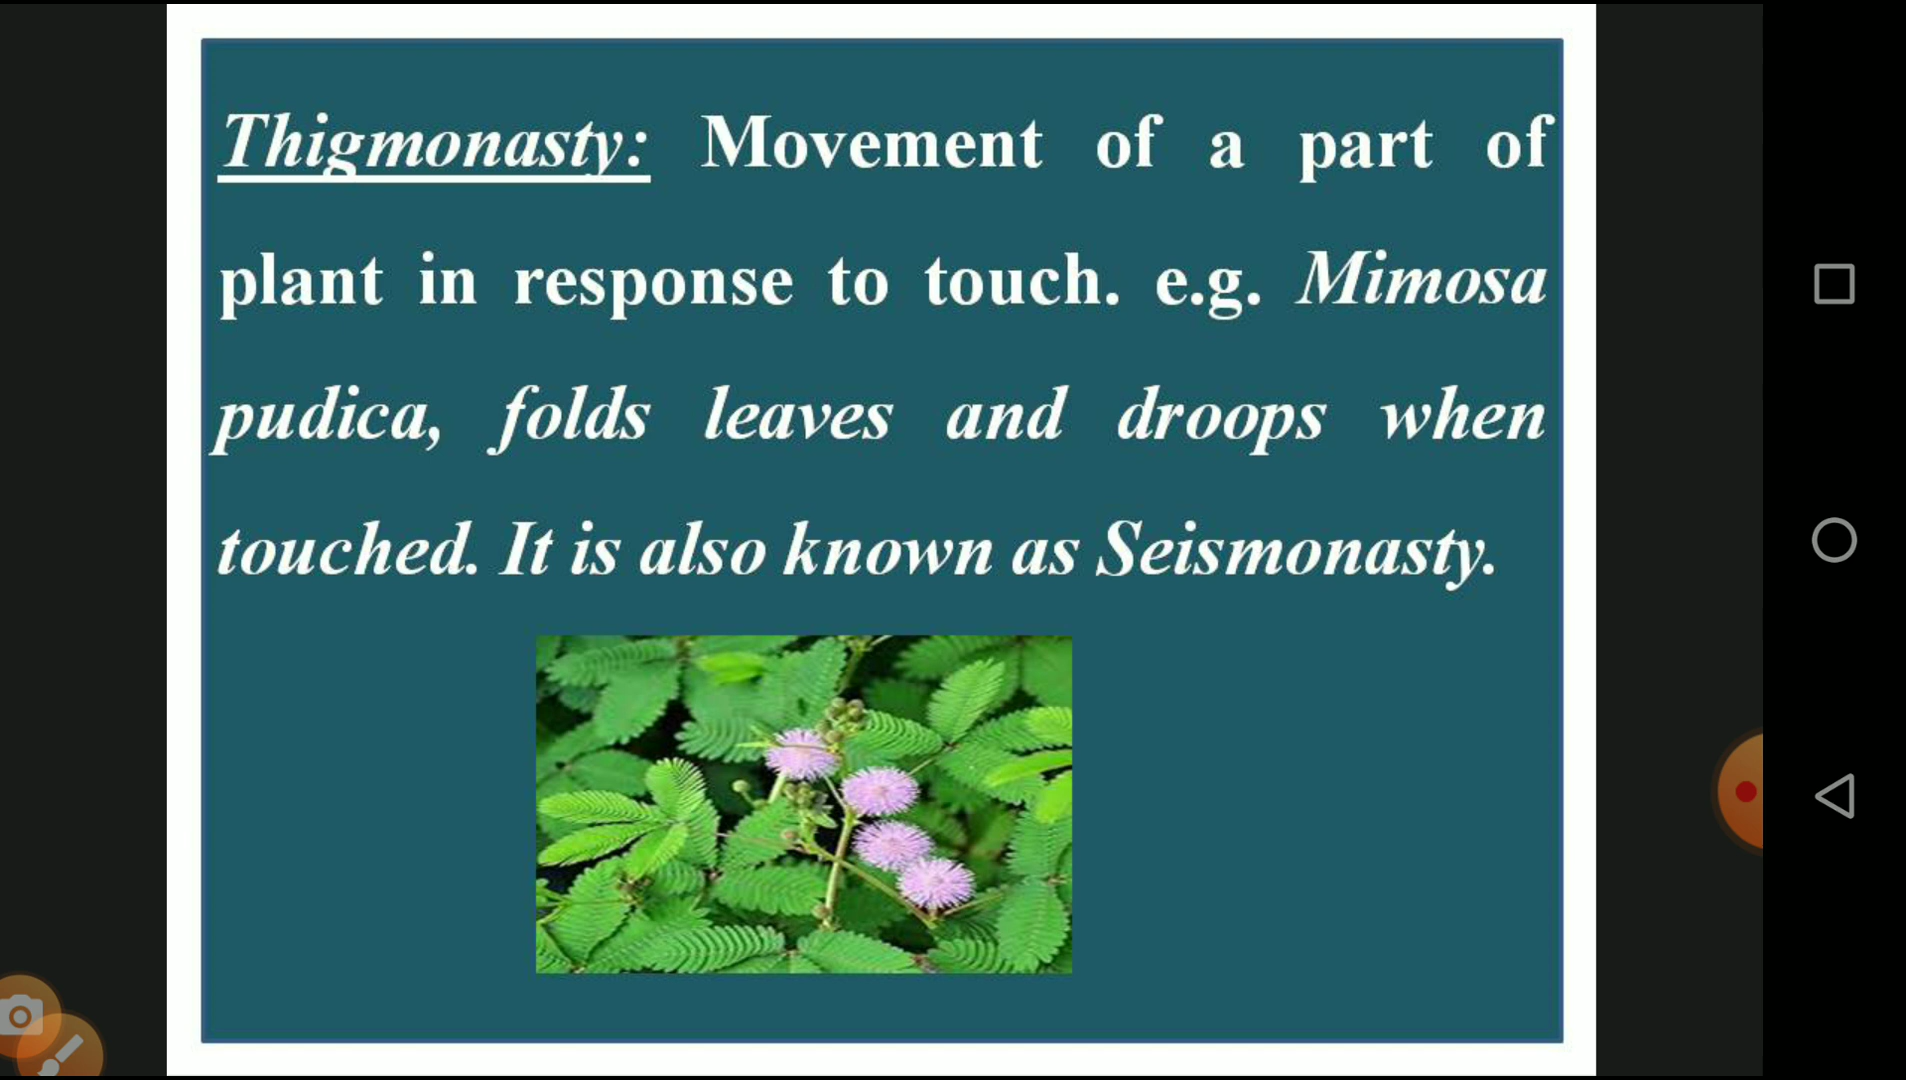 Thigmonasty: Movement of a part of
plant in response to touch. e.g. Mimosa
pudica, folds leaves and droops when
touched. It is also known as Seismonasty.